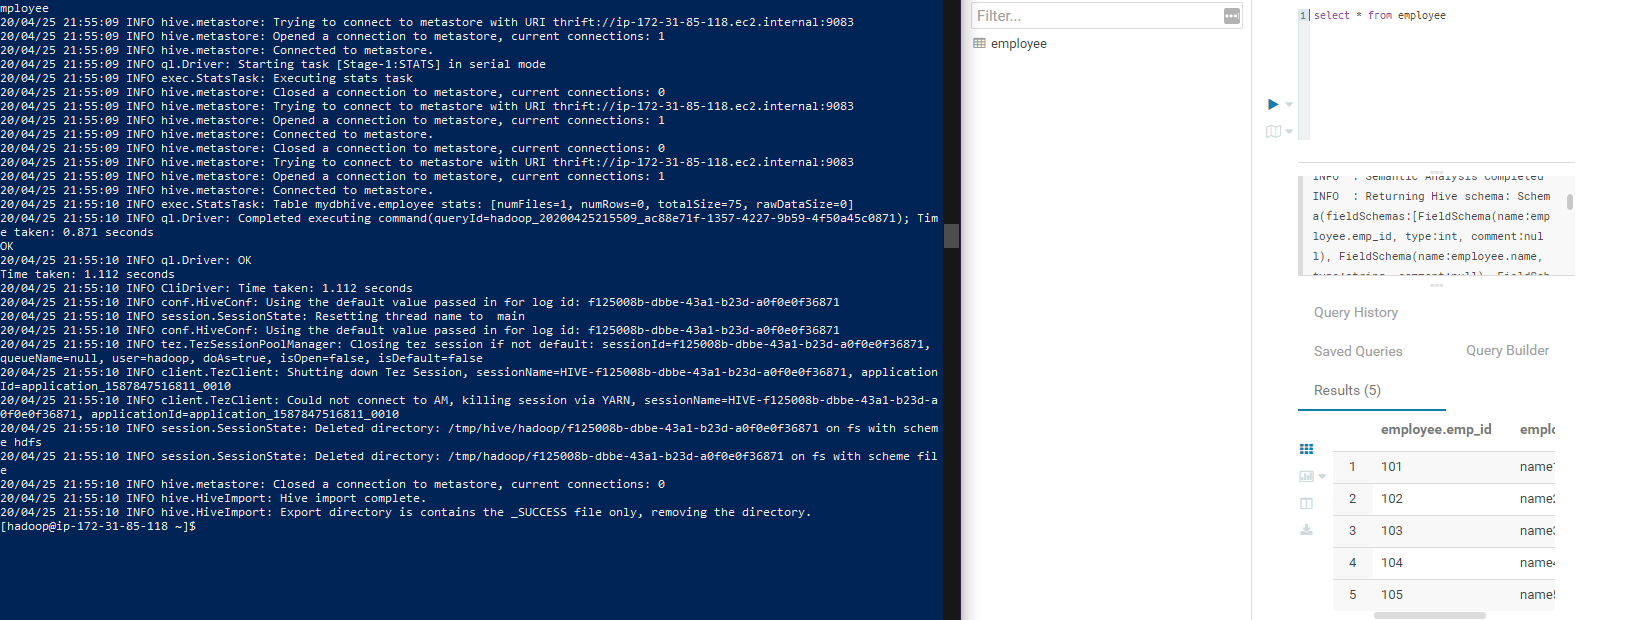 mployee
20/04/25 21:55:09 INFO hive.metastore: Trying to connect to metastore with URI thrift://ip-172-31-85-118.ec2.internal:9083
20/04/25 21:55:09 INFO hive.metastore: Opened a connection to metastore, current connections: 1
20/04/25 21:55:09 INFO hive.metastore: Connected to metastore.
20/04/25 21:55:09 INFO ql.Driver: Starting task [Stage-1:STATS] in serial mode
20/04/25 21:55:09 INFO exec.StatsTask: Executing stats task
20/04/25 21:55:09 INFO hive.metastore: Closed a connection to metastore, current connections: 0
20/04/25 21:55:09 INFO hive.metastore: Trying to connect to metastore with URI thrift://ip-172-31-85-118.ec2.internal:9083
20/04/25 21:55:09 INFO hive.metastore: Opened a connection to metastore, current connections: 1
20/04/25 21:55:09 INFO hive.metastore: Connected to metastore.
20/04/25 21:55:09 INFO hive.metastore: Closed a connection to metastore, current connections: 0
20/04/25 21:55:09 INFO hive.metastore: Trying to connect to metastore with URI thrift://ip-172-31-85-118.ec2.internal:9083
20/04/25 21:55:09 INFO hive.metastore: Opened a connection to metastore, current connections: 1
20/04/25 21:55:09 INFO hive.metastore: Connected to metastore.
20/04/25 21:55:10 INFO exec.StatsTask: Table mydbhive.employee stats: [numFiles=1, numRows=0, totalSize=75, rawDataSize=0]
20/04/25 21:55:10 INFO ql.Driver: Completed executing command(queryId=hadoop_20200425215509_ac88e71f-1357-4227-9b59-4f50a45c0871); Tim
e taken: 0.871 seconds
OK
20/04/25 21:55:10 INFO ql.Driver: OK
Time taken: 1.112 seconds
20/04/25 21:55:10 INFO CliDriver: Time taken: 1.112 seconds
20/04/25 21:55:10 INFO conf.HiveConf: Using the default value passed in for log id: f125008b-dbbe-43a1-b23d-a0f0e0f36871
20/04/25 21:55:10 INFO session.SessionState: Resetting thread name to  main
20/04/25 21:55:10 INFO conf.HiveConf: Using the default value passed in for log id: f125008b-dbbe-43a1-b23d-a0f0e0f36871
20/04/25 21:55:10 INFO tez.TezSessionPoolManager: Closing tez session if not default: sessionId=f125008b-dbbe-43a1-b23d-a0f0e0f36871,
queueName=null, user=hadoop, doAs=true, isOpen=false, isDefault=false
20/04/25 21:55:10 INFO client.TezClient: Shutting down Tez Session, sessionName=HIVE-f125008b-dbbe-43a1-b23d-a0f0e0f36871, application
Id=application_1587847516811_0010
20/04/25 21:55:10 INFO client.TezClient: Could not connect to AM, killing session via YARN, sessionName=HIVE-f125008b-dbbe-43a1-b23d-a
0f0e0f36871, applicationId=application_1587847516811_0010
20/04/25 21:55:10 INFO session.SessionState: Deleted directory: /tmp/hive/hadoop/f125008b-dbbe-43a1-b23d-a0f0e0f36871 on fs with schem
e hdfs
20/04/25 21:55:10 INFO session.SessionState: Deleted directory: /tmp/hadoop/f125008b-dbbe-43a1-b23d-a0f0e0f36871 on fs with scheme fil
e
20/04/25 21:55:10 INFO hive.metastore: Closed a connection to metastore, current connections: 0
20/04/25 21:55:10 INFO hive.HiveImport: Hive import complete.
20/04/25 21:55:10 INFO hive.HiveImport: Export directory is contains the _SUCCESS file only, removing the directory.
[hadoop@ip-172-31-85-118 ~]$
Filter...
employee
1 select * from employee
INFO  : Semantic Analysis Completed
INFO  : Returning Hive schema: Schem
a(fieldSchemas:[FieldSchema(name:emp
loyee.emp_id, type:int, comment:nul
l), FieldSchema(name:employee.name,
type:string, comment:null), FieldSch
Query History
Saved Queries Query Builder
Results (5)
employee.emp_id emplo
1 101 name1
2 102 name2
3 103 name3
4 104 name4
5 105 name5